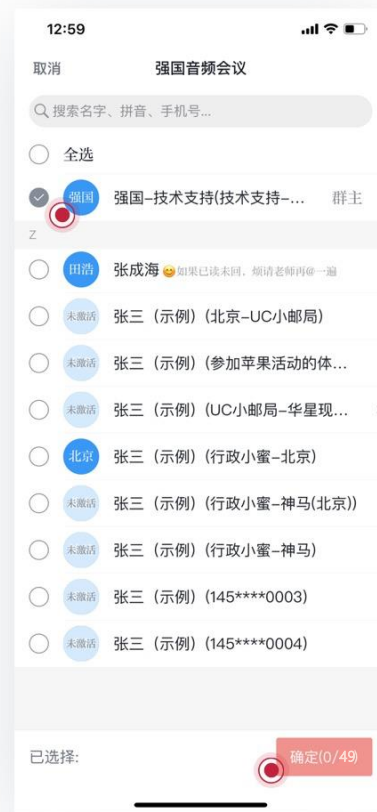 12:59
取消 强国音频会议
搜索名字、拼音、手机号...
全选
强国 强国-技术支持(技术支持-... 群主
Z
田浩 张成海 😄如果已读未回，烦请老师再@一遍
未激活 张三（示例）(北京-UC小邮局)
未激活 张三（示例）(参加苹果活动的体...
未激活 张三（示例）(UC小邮局-华星现...
北京 张三（示例）(行政小蜜-北京)
未激活 张三（示例）(行政小蜜-神马(北京))
未激活 张三（示例）(行政小蜜-神马)
未激活 张三（示例）(145****0003)
未激活 张三（示例）(145****0004)
已选择: 确定(0/49)